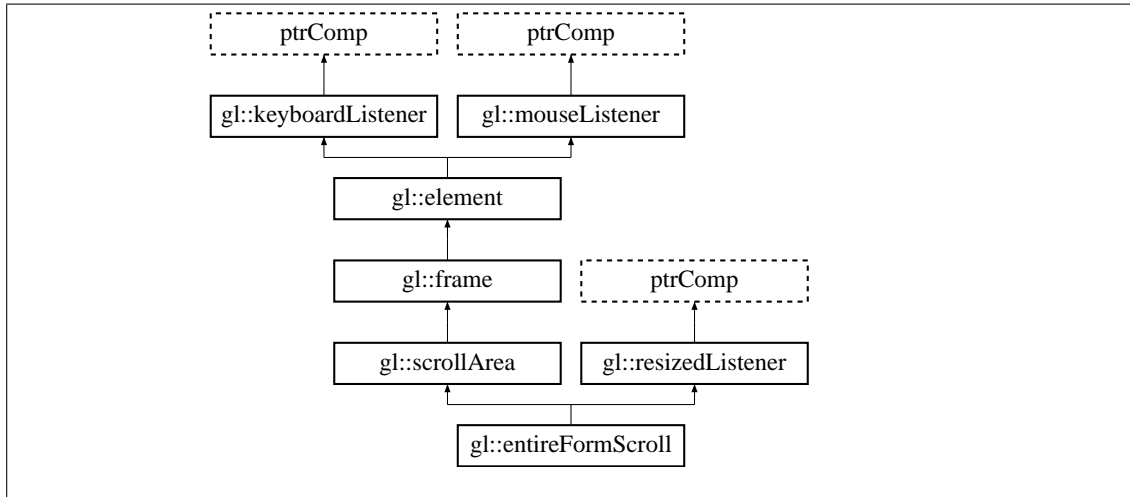 ptrComp
ptrComp
gl::keyboardListener
gl::mouseListener
gl::element
gl::frame
ptrComp
gl::scrollArea
gl::resizedListener
gl::entireFormScroll